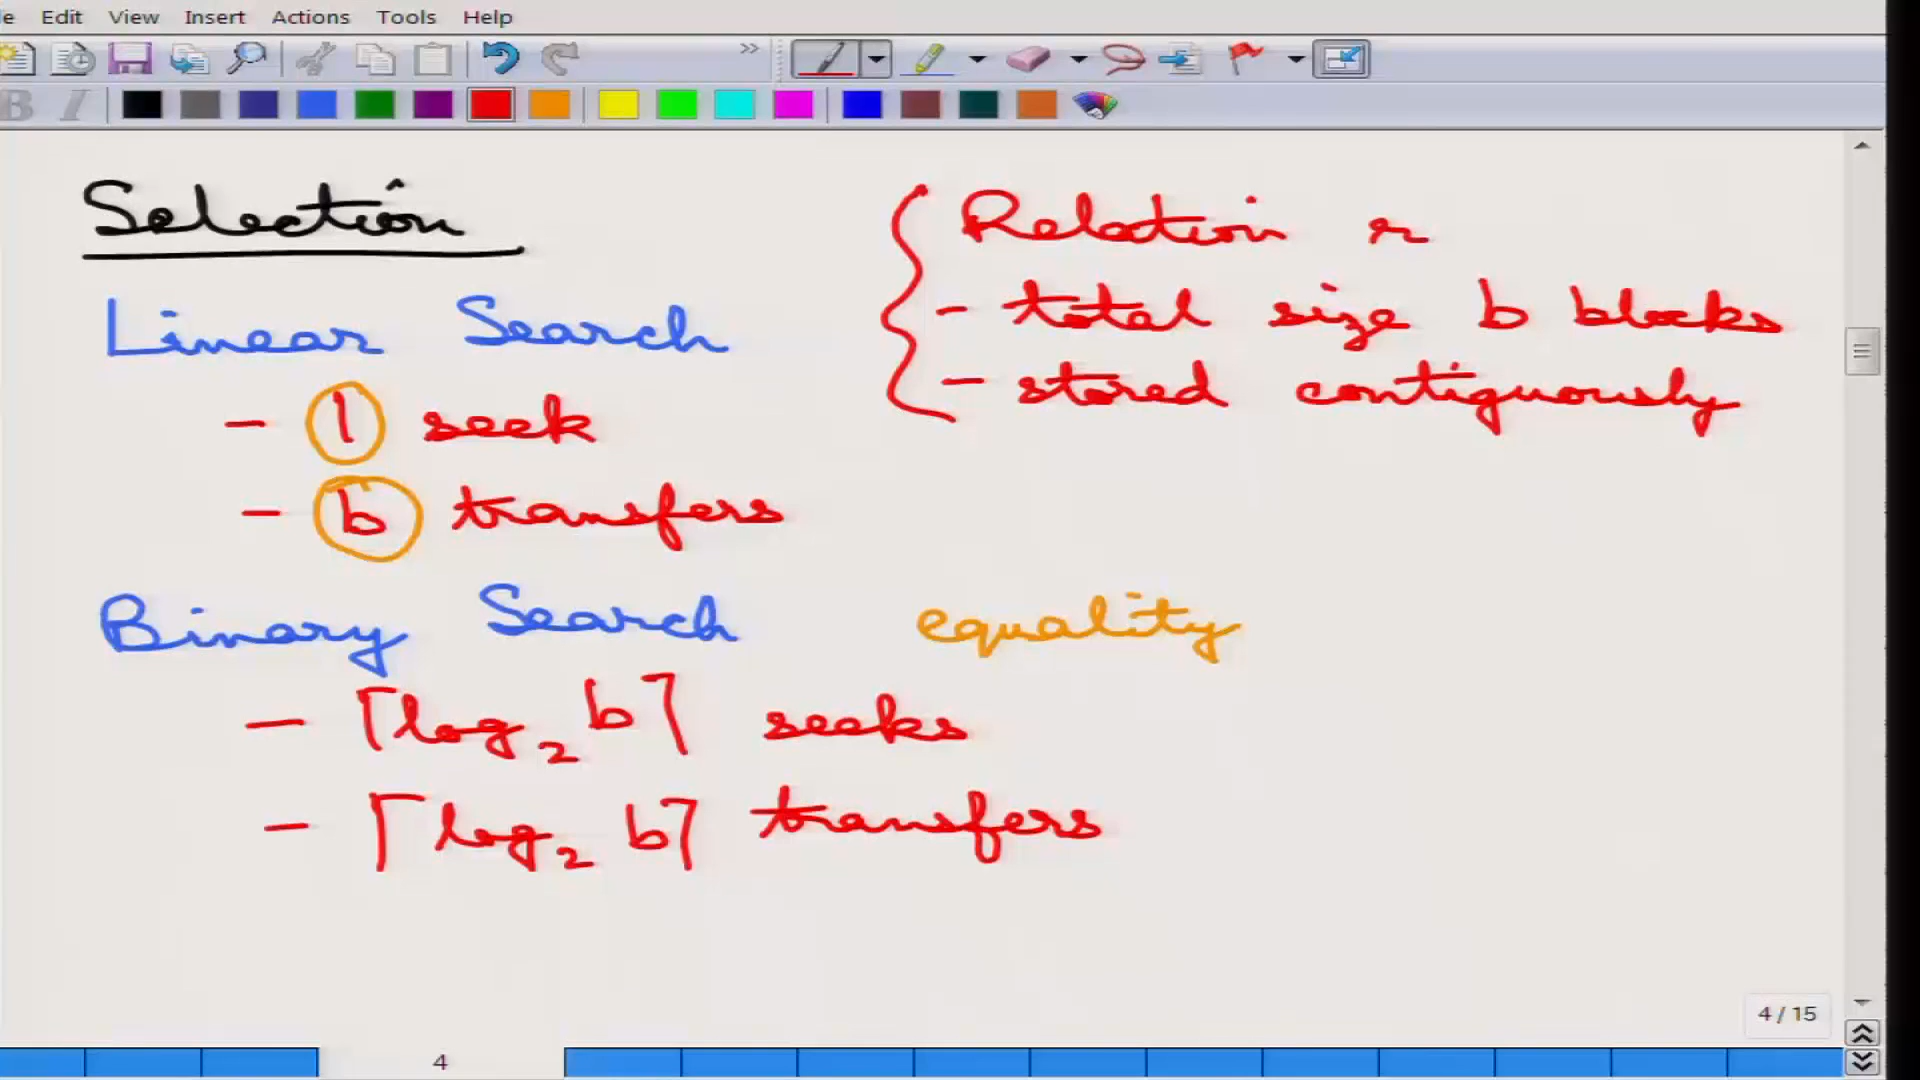 Edit View Insert Actions Tools Help
Selection
Linear Search
- 1 seek
- b transfers
Binary Search equality
- ⌈log₂ b⌉ seeks
- ⌈log₂ b⌉ transfers
Relation r
- total size b blocks
- stored contiguously
4 / 15
4